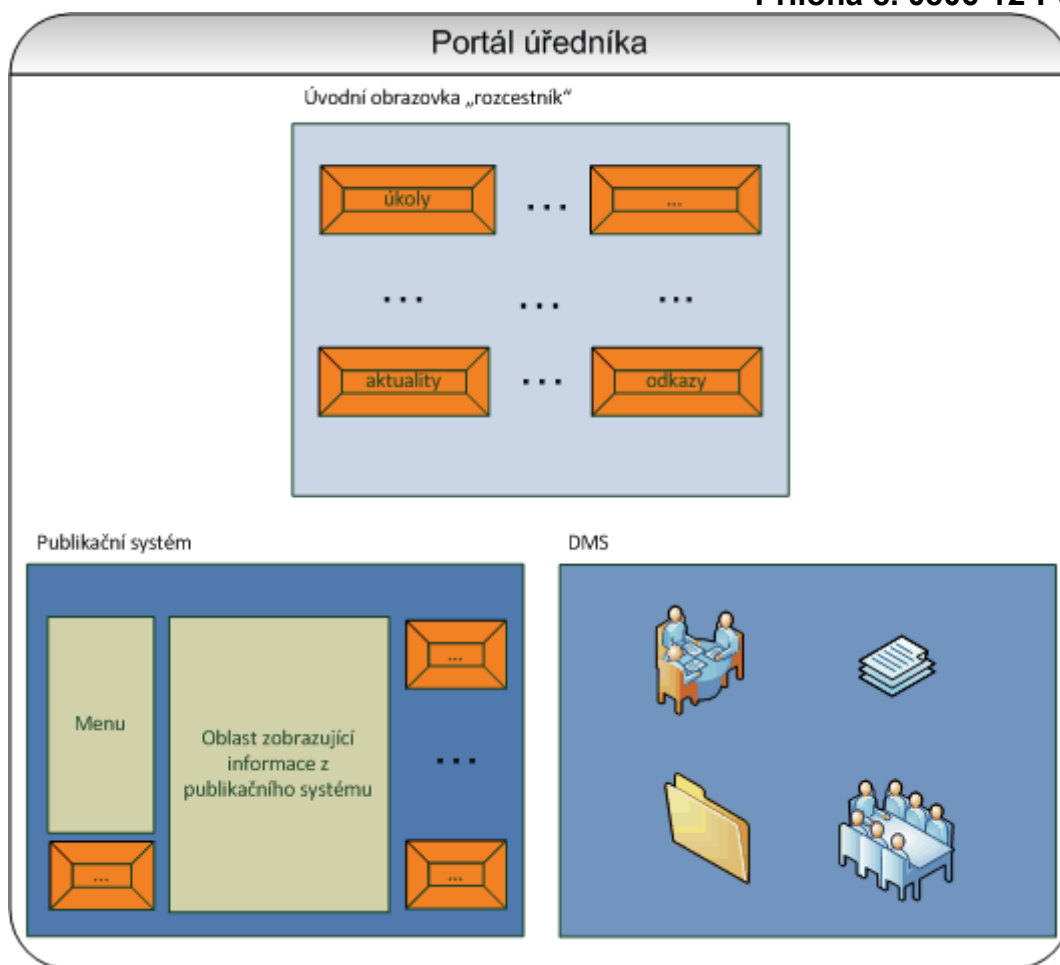 Portál úředníka
Úvodní obrazovka „rozcestník“
úkoly
... ...
... ... ...
aktuality
...
odkazy
Publikační systém
DMS
Menu
Oblast zobrazující
informace z
publikačního systému
...
...
...
...